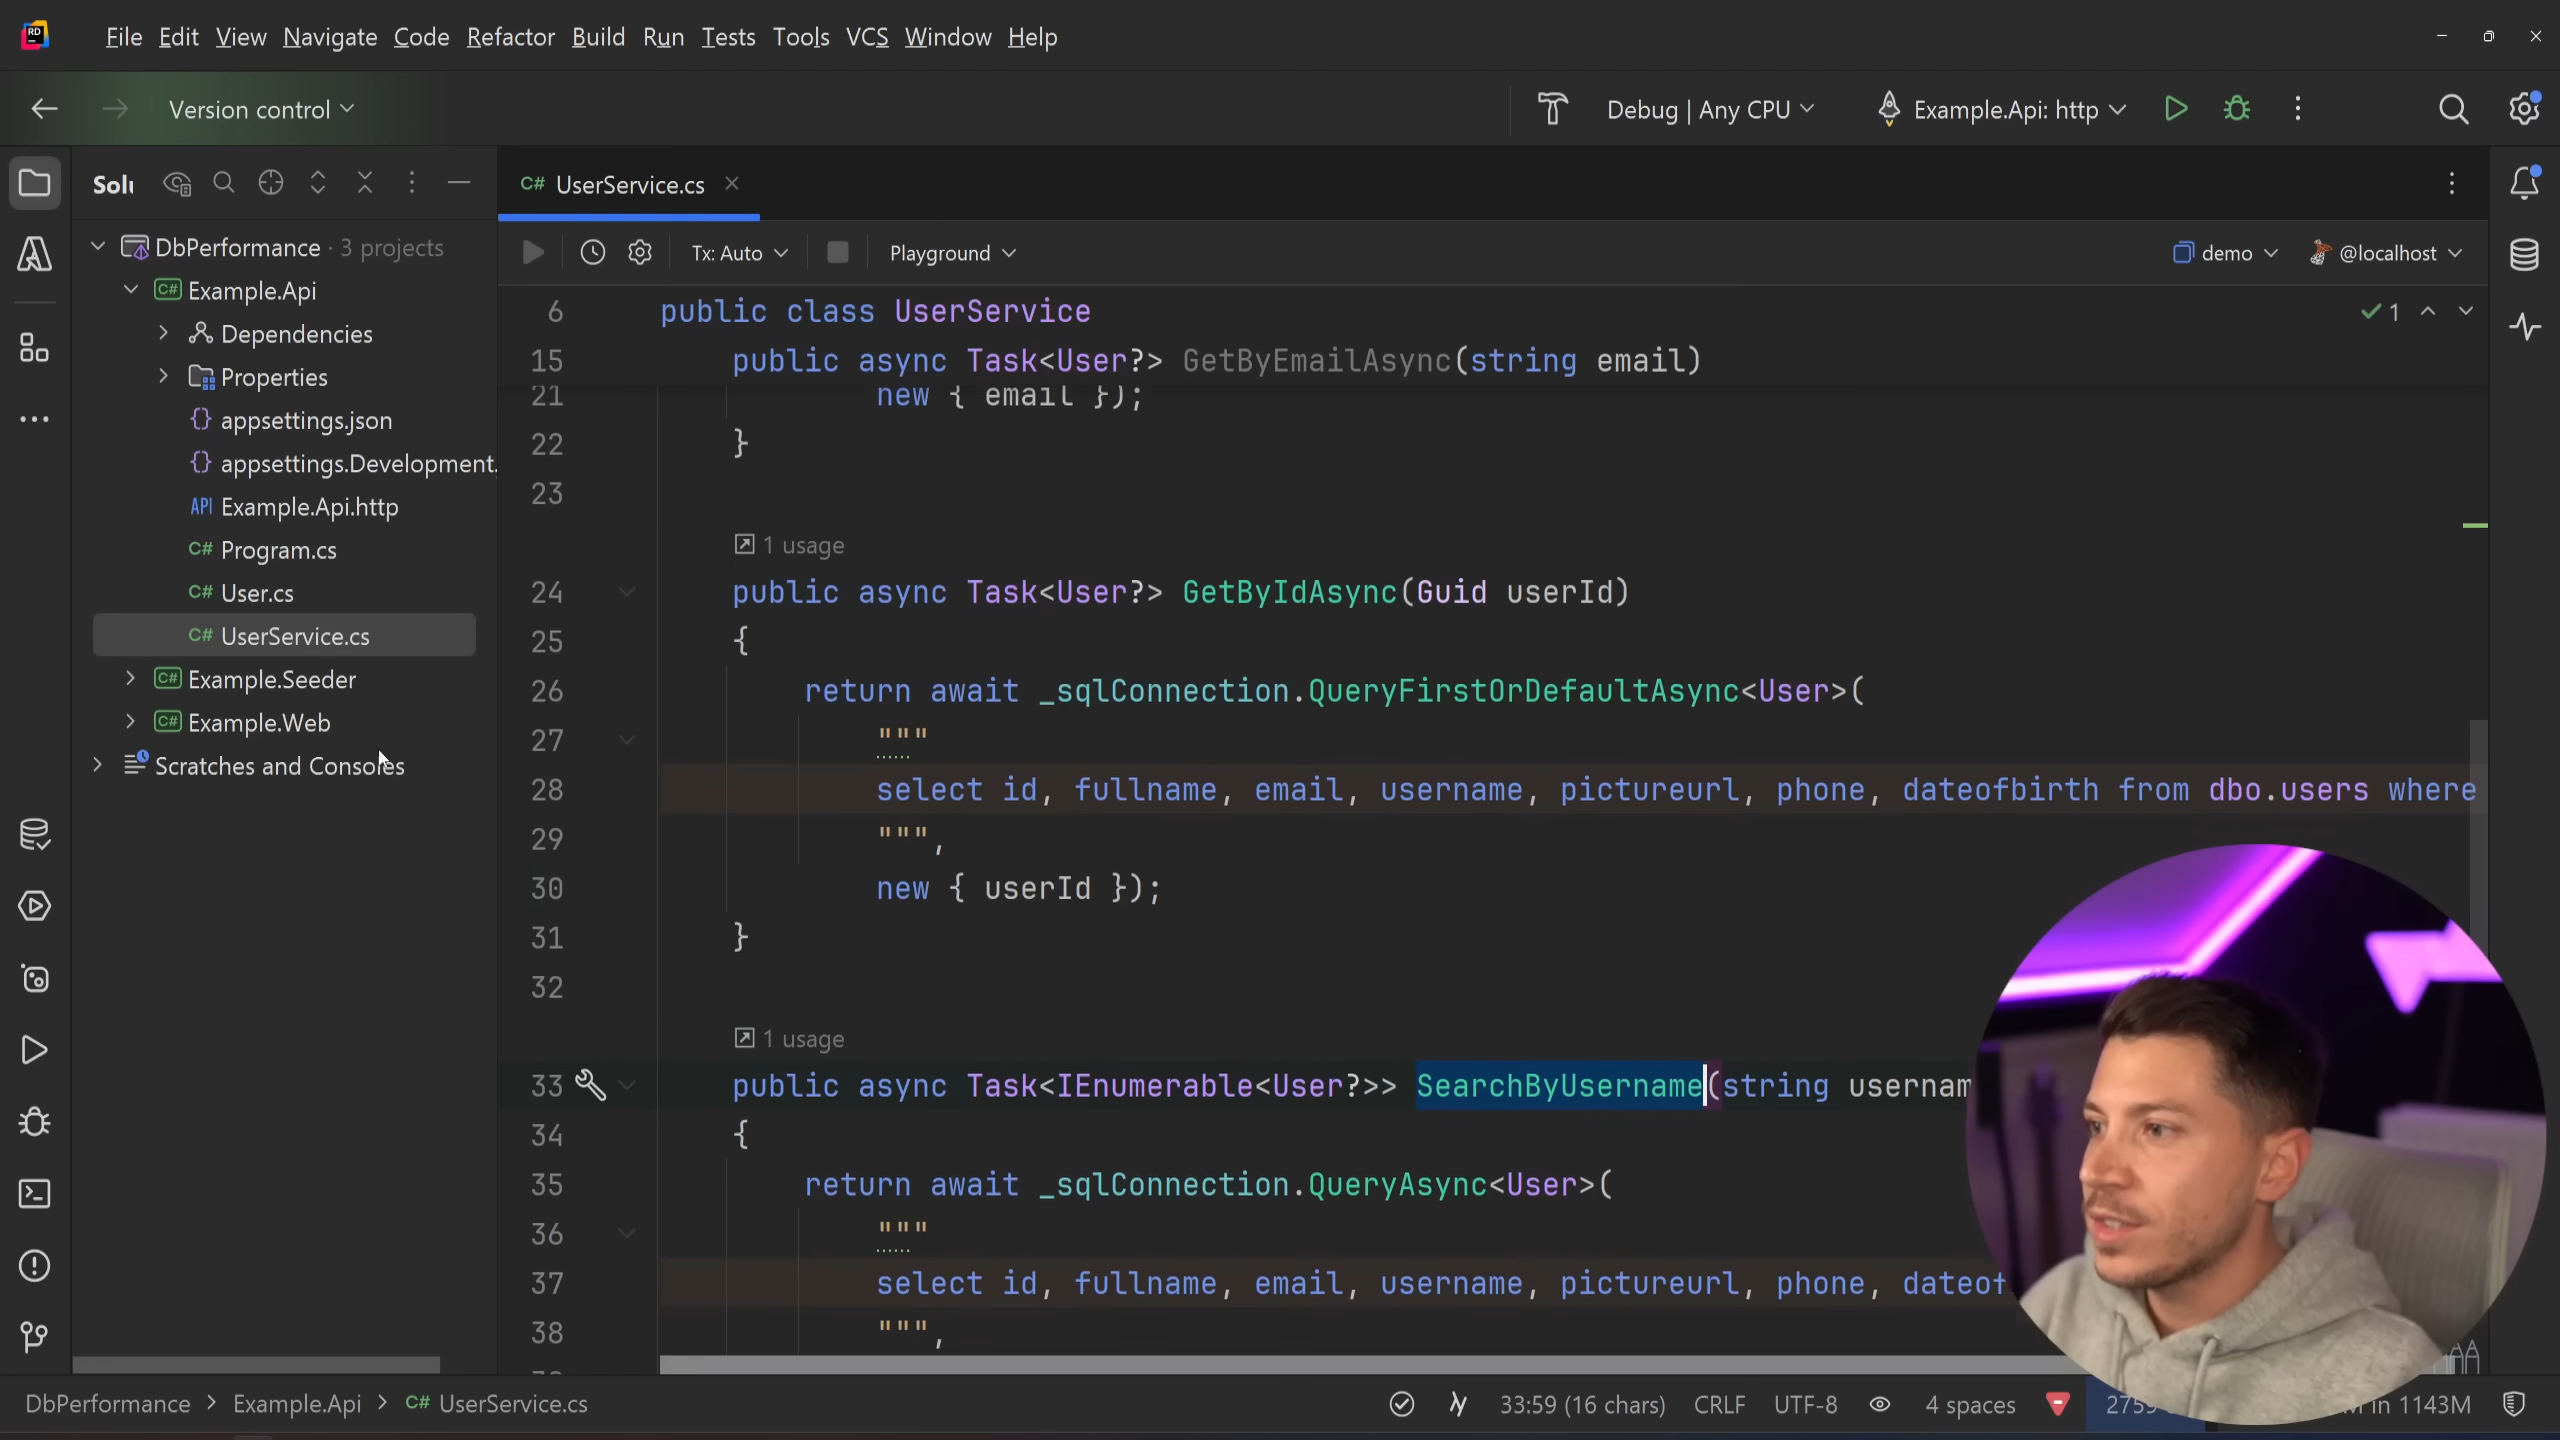 RD File Edit View Navigate Code Refactor Build Run Tests Tools VCS Window Help
Version control
Debug | Any CPU Example.Api: http
Solu
UserService.cs
C# UserService.cs
Tx: Auto Playground demo @localhost
DbPerformance · 3 projects
Example.Api
Dependencies
Properties
{} appsettings.json
{} appsettings.Development.
API Example.Api.http
C# Program.cs
C# User.cs
C# UserService.cs
C# Example.Seeder
C# Example.Web
Scratches and Consoles
6 public class UserService
1
15 public async Task<User?> GetByEmailAsync(string email)
21 new { email });
22 }
23
1 usage
24 public async Task<User?> GetByIdAsync(Guid userId)
25 {
26 return await _sqlConnection.QueryFirstOrDefaultAsync<User>(
27 """
28 select id, fullname, email, username, pictureurl, phone, dateofbirth from dbo.users where
29 """,
30 new { userId });
31 }
32
1 usage
33 public async Task<IEnumerable<User?>> SearchByUsername(string usernam
34 {
35 return await _sqlConnection.QueryAsync<User>(
36 """
37 select id, fullname, email, username, pictureurl, phone, dateof
38 """,
DbPerformance > Example.Api > C# UserService.cs
33:59 (16 chars) CRLF UTF-8 4 spaces in 1143M